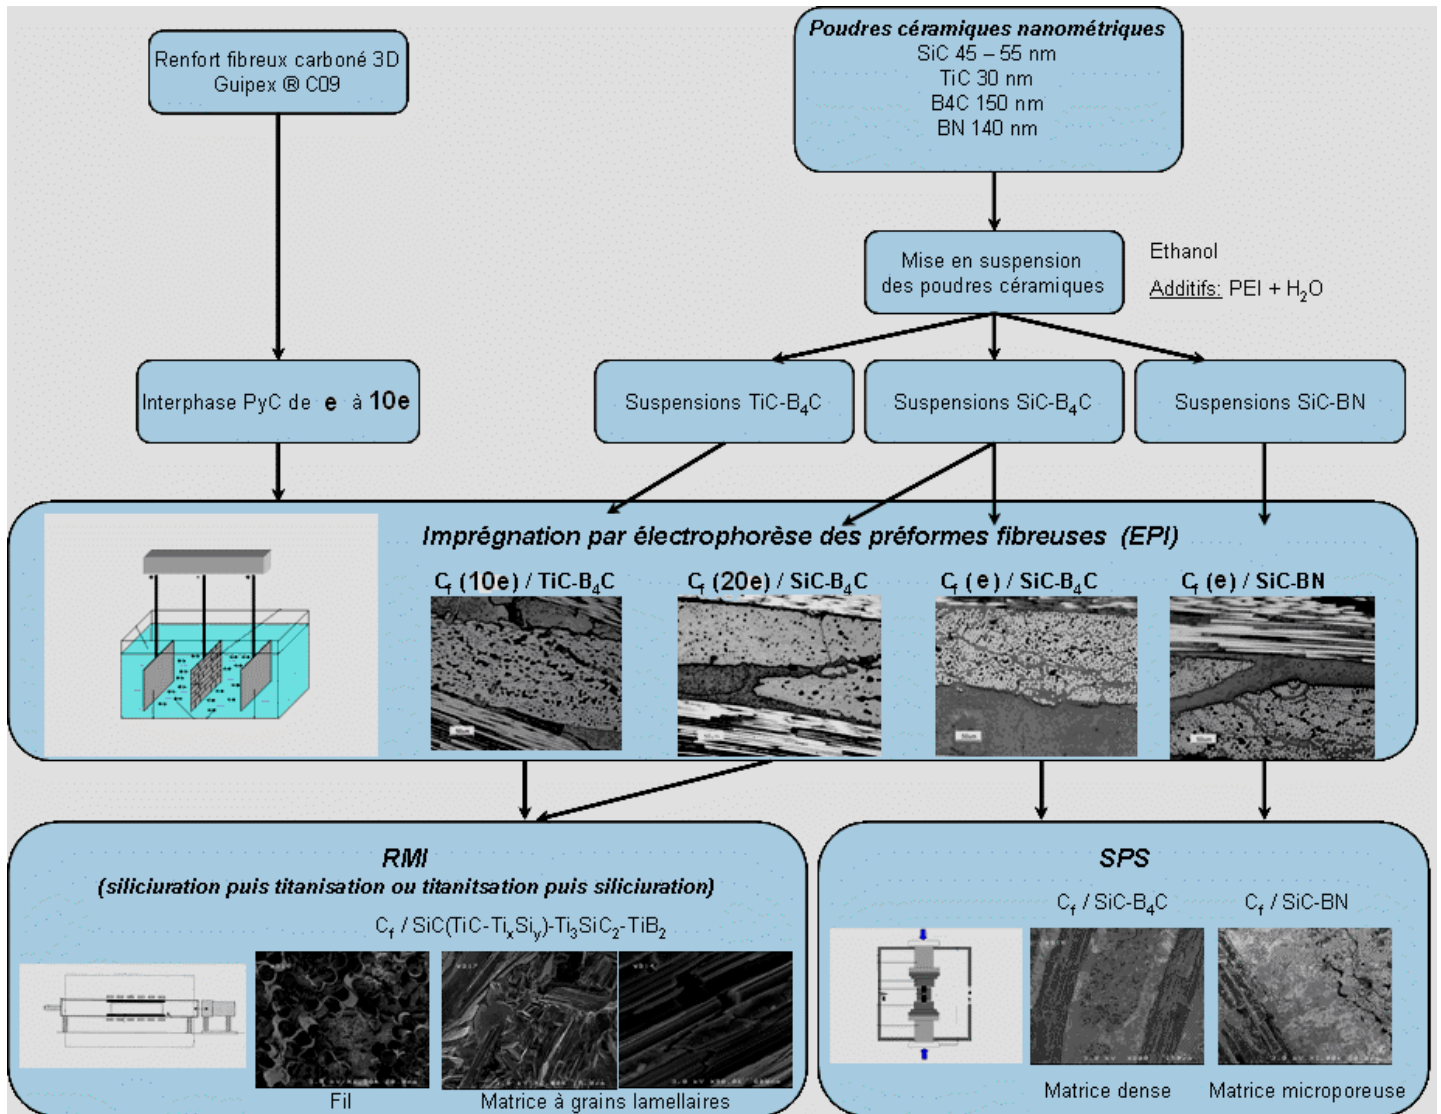 Renfort fibreux carboné 3D
Guipex ® C09
Poudres céramiques nanométriques
SiC 45 – 55 nm
TiC 30 nm
B4C 150 nm
BN 140 nm
Mise en suspension
des poudres céramiques
Ethanol
Additifs: PEI + H₂O
Interphase PyC de e à 10e
Suspensions TiC-B₄C
Suspensions SiC-B₄C
Suspensions SiC-BN
Imprégnation par électrophorèse des préformes fibreuses (EPI)
Cf (10e) / TiC-B₄C
Cf (20e) / SiC-B₄C
Cf (e) / SiC-B₄C
Cf (e) / SiC-BN
RMI
(siliciuration puis titanisation ou titanitsation puis siliciuration)
Cf / SiC(TiC-TixSiy)-Ti₃SiC₂-TiB₂
Fil
Matrice à grains lamellaires
SPS
Cf / SiC-B₄C
Cf / SiC-BN
Matrice dense
Matrice microporeuse